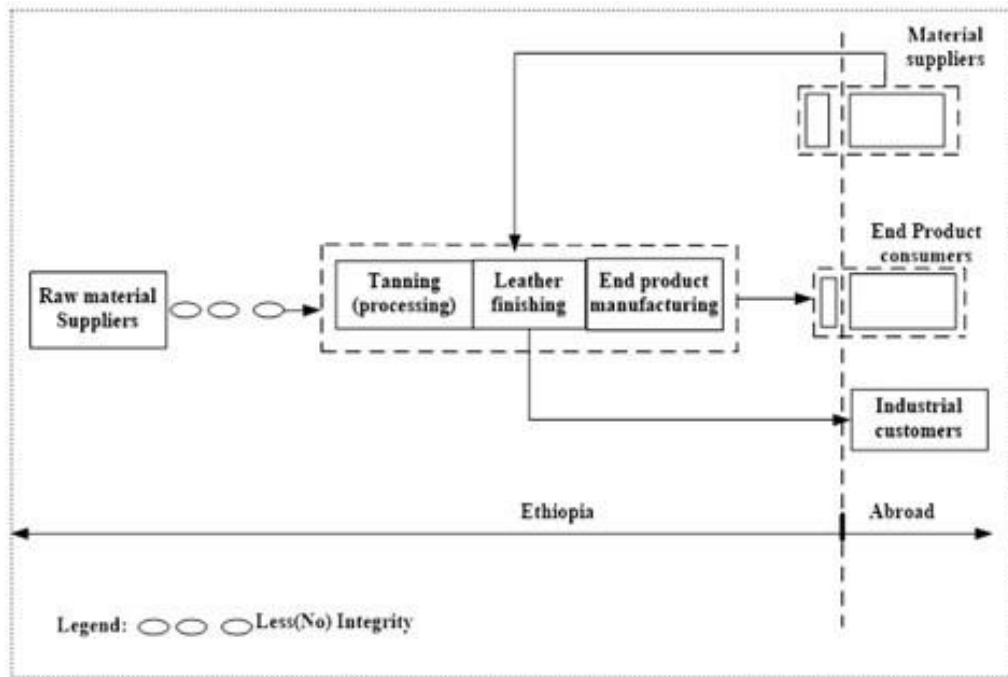 Material
suppliers
End Product
consumers
Raw material
Suppliers
Tanning
(processing)
Leather
finishing
End product
manufacturing
Industrial
customers
Ethiopia
Abroad
Legend:
Less(No) Integrity